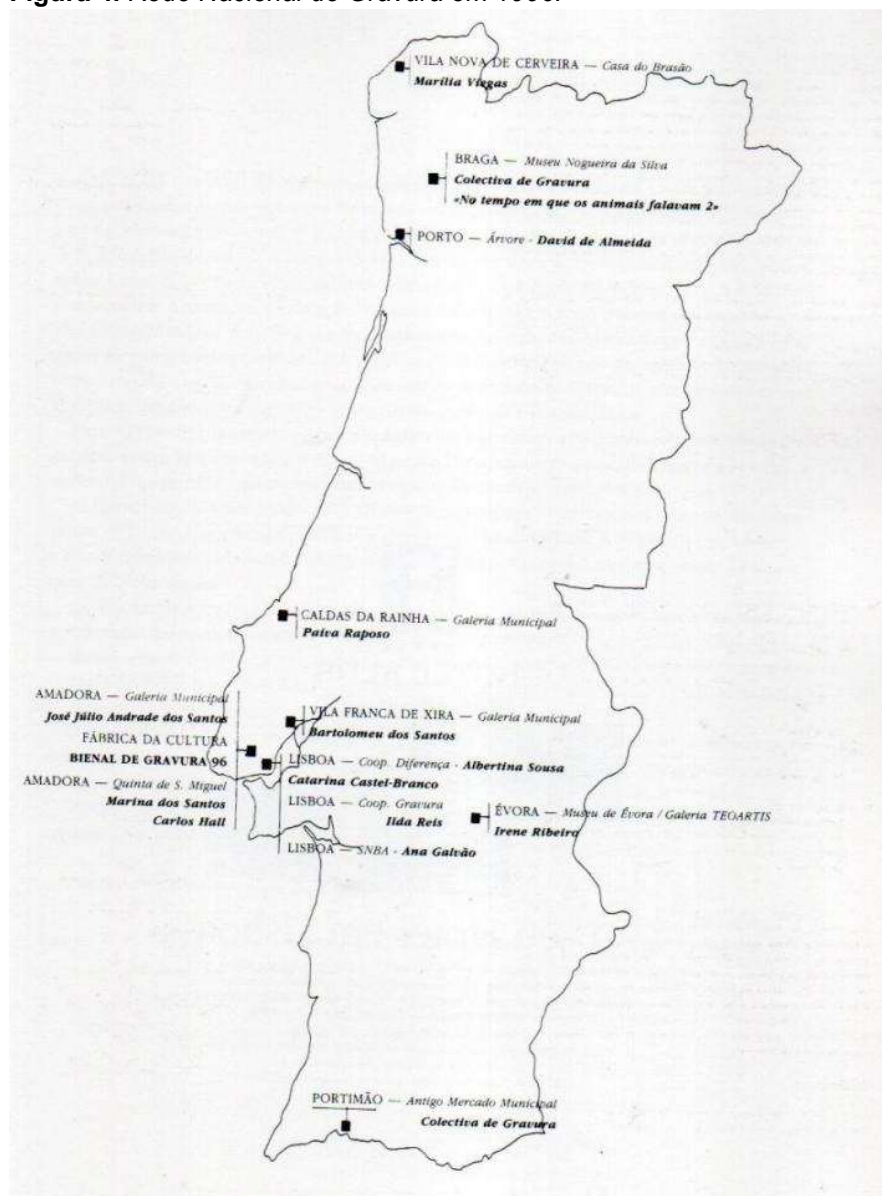 VILA NOVA DE CERVEIRA — Casa do Brasão
Marília Viegas
BRAGA — Museu Nogueira da Silva
Colectiva de Gravura
«No tempo em que os animais falavam 2»
PORTO — Árvore - David de Almeida
CALDAS DA RAINHA — Galeria Municipal
Paiva Raposo
AMADORA — Galeria Municipal
José Júlio Andrade dos Santos
FÁBRICA DA CULTURA
BIENAL DE GRAVURA 96
AMADORA — Quinta de S. Miguel
Marina dos Santos
Carlos Hall
VILA FRANCA DE XIRA — Galeria Municipal
Bartolomeu dos Santos
LISBOA — Coop. Diferença - Albertina Sousa
Catarina Castel-Branco
LISBOA — Coop. Gravura
Ilda Reis
LISBOA — SNBA - Ana Galvão
ÉVORA — Museu de Évora / Galeria TEOARTIS
Irene Ribeiro
PORTIMÃO — Antigo Mercado Municipal
Colectiva de Gravura